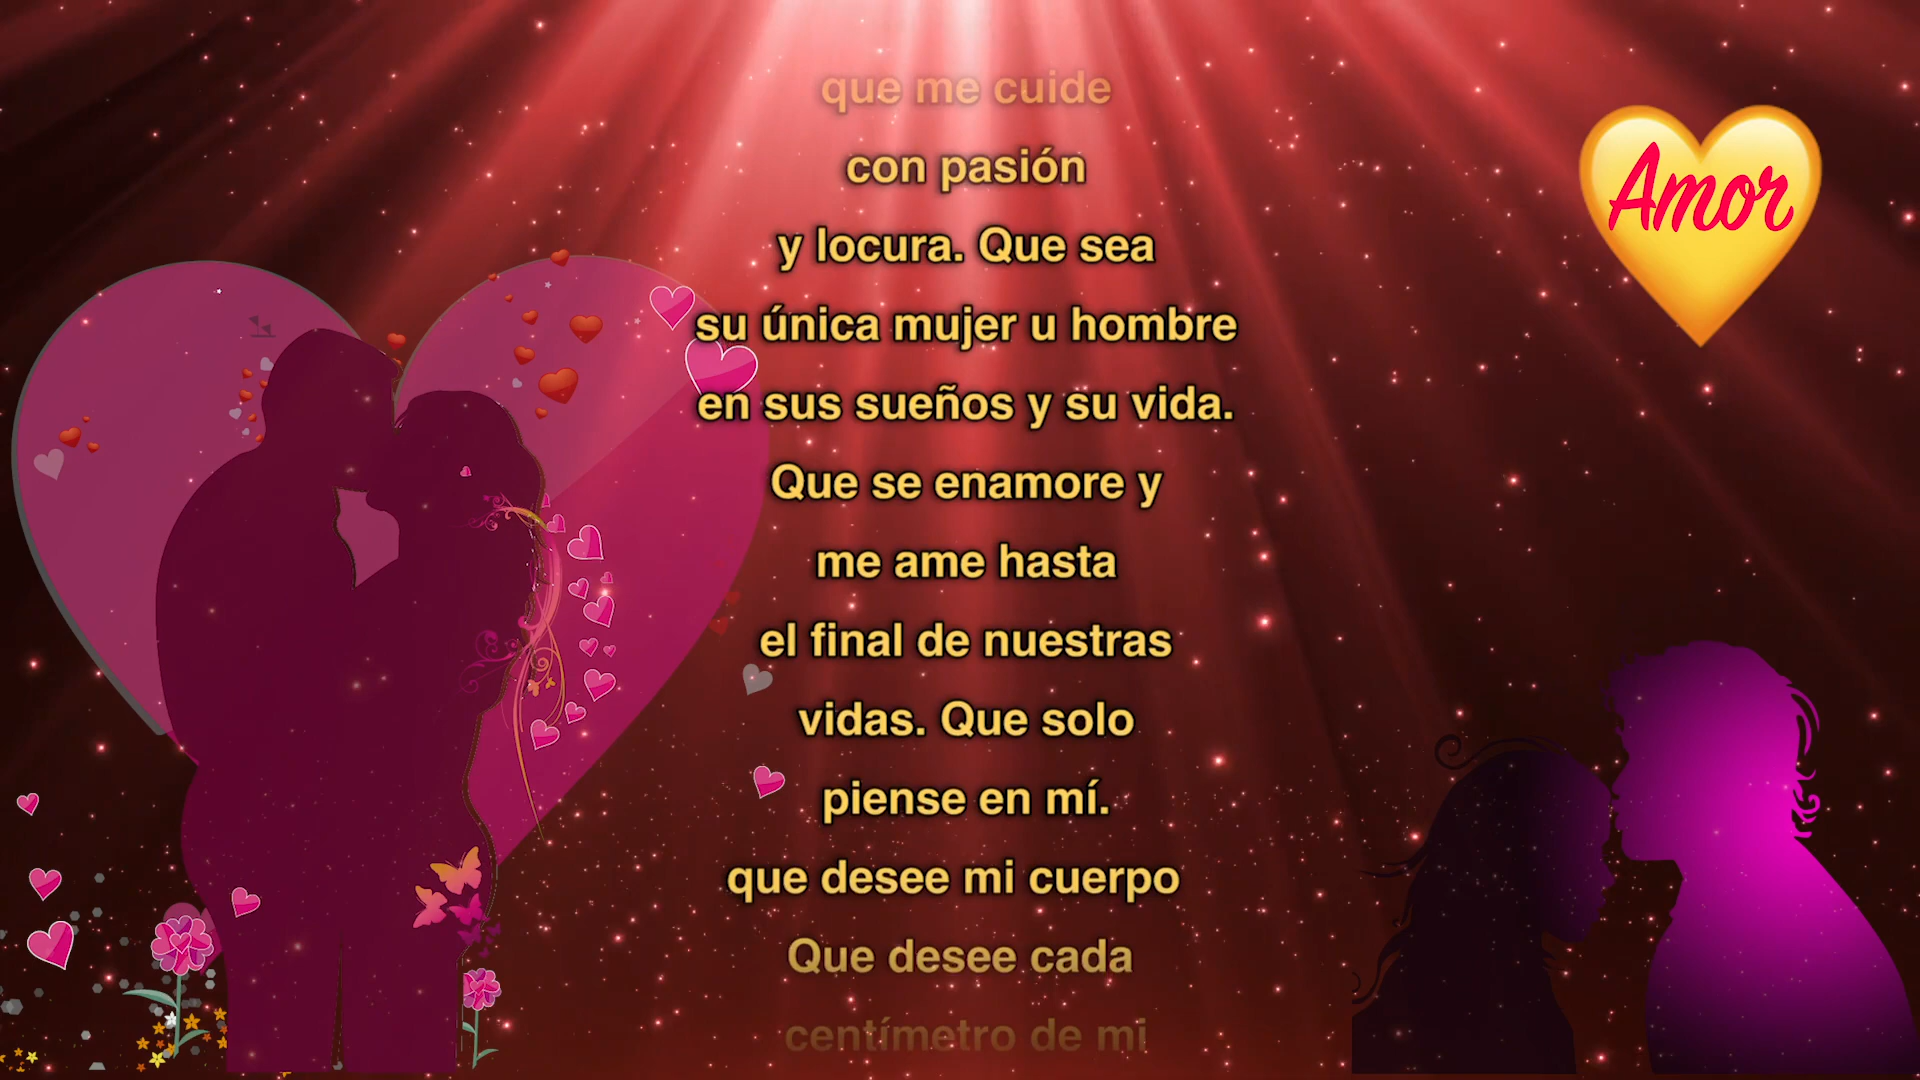 que me cuide
con pasión
y locura. Que sea
su única mujer u hombre
en sus sueños y su vida.
Que se enamore y
me ame hasta
el final de nuestras
vidas. Que solo
piense en mí.
que desee mi cuerpo
Que desee cada
centímetro de mi
Amor